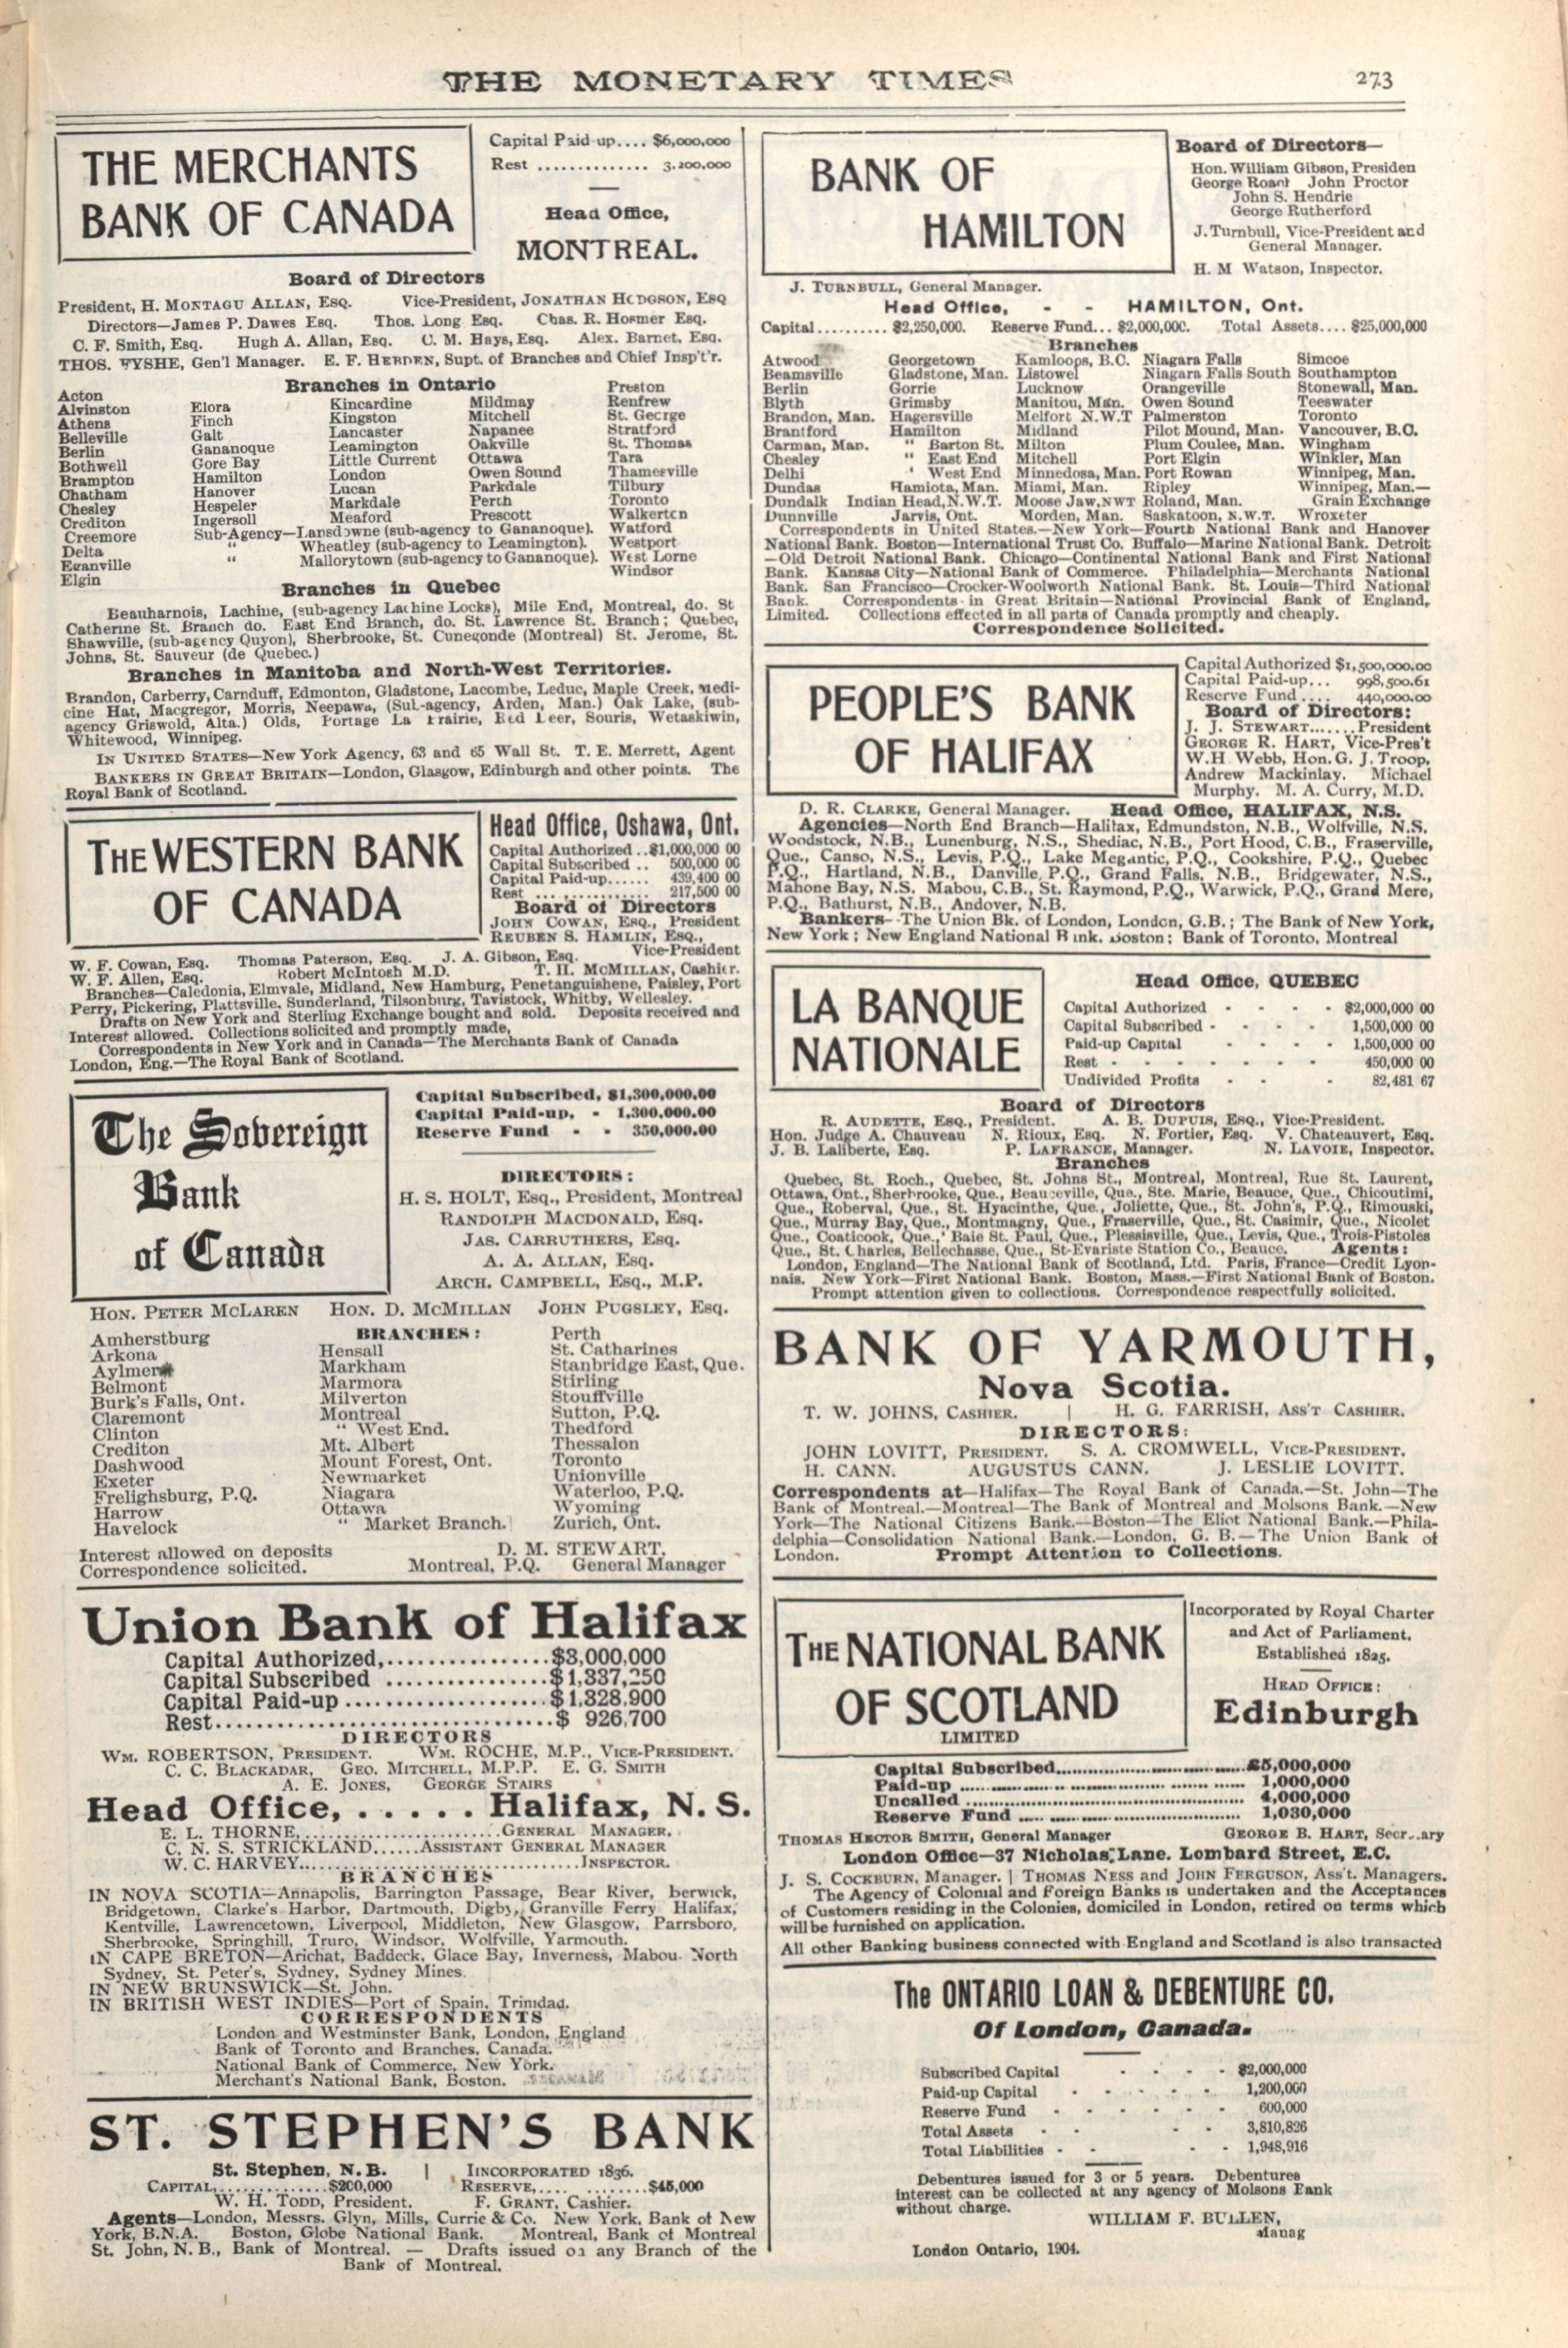 THE MONETARY TIMES
273
THE MERCHANTS
BANK OF CANADA
Capital Paid-up.... $6,000,000
Rest ............. 3,200,000
Head Office,
MONTREAL.
Board of Directors
President, H. MONTAGU ALLAN, ESQ. Vice-President, JONATHAN HODGSON, ESQ
Directors—James P. Dawes Esq. Thos. Long Esq. Chas. R. Hosmer Esq.
C. F. Smith, Esq. Hugh A. Allan, Esq. C. M. Hays, Esq. Alex. Barnet, Esq.
THOS. FYSHE, Gen'l Manager. E. F. HEBDEN, Supt. of Branches and Chief Insp't'r.
Branches in Ontario
Acton
Alvinston
Athens
Belleville
Berlin
Bothwell
Brampton
Chatham
Chesley
Crediton
Creemore
Delta
Eganville
Elgin
Elora
Finch
Galt
Gananoque
Gore Bay
Hamilton
Hanover
Hespeler
Ingersoll
Kincardine
Kingston
Lancaster
Leamington
Little Current
London
Lucan
Markdale
Meaford
Mildmay
Mitchell
Napanee
Oakville
Ottawa
Owen Sound
Parkdale
Perth
Prescott
Preston
Renfrew
St. George
Stratford
St. Thomas
Tara
Thamesville
Tilbury
Toronto
Walkerton
Watford
Westport
West Lorne
Windsor
Sub-Agency—Lansdowne (sub-agency to Gananoque).
" Wheatley (sub-agency to Leamington).
" Mallorytown (sub-agency to Gananoque).
Branches in Quebec
Beauharnois, Lachine, (sub-agency Lachine Locks), Mile End, Montreal, do. St
Catherine St. Branch do. East End Branch, do. St. Lawrence St. Branch; Quebec,
Shawville, (sub-agency Quyon), Sherbrooke, St. Cunegonde (Montreal) St. Jerome, St.
Johns, St. Sauveur (de Quebec.)
Branches in Manitoba and North-West Territories.
Brandon, Carberry, Carnduff, Edmonton, Gladstone, Lacombe, Leduc, Maple Creek, Medi-
cine Hat, Macgregor, Morris, Neepawa, (Sub-agency, Arden, Man.) Oak Lake, (sub-
agency Griswold, Alta.) Olds, Portage La Prairie, Red Deer, Souris, Wetaskiwin,
Whitewood, Winnipeg.
IN UNITED STATES—New York Agency, 63 and 65 Wall St. T. E. Merrett, Agent
BANKERS IN GREAT BRITAIN—London, Glasgow, Edinburgh and other points. The
Royal Bank of Scotland.
THE WESTERN BANK
OF CANADA
Head Office, Oshawa, Ont.
Capital Authorized ..$1,000,000 00
Capital Subscribed .. 500,000 00
Capital Paid-up...... 439,400 00
Rest ............... 217,500 00
Board of Directors
JOHN COWAN, ESQ., President
REUBEN S. HAMLIN, ESQ.,
Vice-President
W. F. Cowan, Esq. Thomas Paterson, Esq. J. A. Gibson, Esq.
W. F. Allen, Esq. Robert McIntosh M.D. T. H. MCMILLAN, Cashier.
Branches—Caledonia, Elmvale, Midland, New Hamburg, Penetanguishene, Paisley, Port
Perry, Pickering, Plattsville, Sunderland, Tilsonburg, Tavistock, Whitby, Wellesley.
Drafts on New York and Sterling Exchange bought and sold. Deposits received and
Interest allowed. Collections solicited and promptly made,
Correspondents in New York and in Canada—The Merchants Bank of Canada
London, Eng.—The Royal Bank of Scotland.
The Sovereign
Bank
of Canada
Capital Subscribed, $1,300,000.00
Capital Paid-up, - 1,300,000.00
Reserve Fund - - 350,000.00
DIRECTORS:
H. S. HOLT, Esq., President, Montreal
RANDOLPH MACDONALD, Esq.
JAS. CARRUTHERS, Esq.
A. A. ALLAN, Esq.
ARCH. CAMPBELL, Esq., M.P.
HON. PETER MCLAREN HON. D. MCMILLAN JOHN PUGSLEY, Esq.
BRANCHES:
Amherstburg
Arkona
Aylmer
Belmont
Burk's Falls, Ont.
Claremont
Clinton
Crediton
Dashwood
Exeter
Frelighsburg, P.Q.
Harrow
Havelock
Hensall
Markham
Marmora
Milverton
Montreal
" West End.
Mt. Albert
Mount Forest, Ont.
Newmarket
Niagara
Ottawa
" Market Branch.
Perth
St. Catharines
Stanbridge East, Que.
Stirling
Stouffville
Sutton, P.Q.
Thedford
Thessalon
Toronto
Unionville
Waterloo, P.Q.
Wyoming
Zurich, Ont.
Interest allowed on deposits
Correspondence solicited.
D. M. STEWART,
Montreal, P.Q. General Manager
Union Bank of Halifax
Capital Authorized,................$3,000,000
Capital Subscribed ................$1,337,250
Capital Paid-up ....................$1,328,900
Rest..................................$ 926,700
DIRECTORS
WM. ROBERTSON, PRESIDENT. WM. ROCHE, M.P., VICE-PRESIDENT.
C. C. BLACKADAR, GEO. MITCHELL, M.P.P. E. G. SMITH
A. E. JONES, GEORGE STAIRS
Head Office, . . . . . Halifax, N. S.
E. L. THORNE,........................GENERAL MANAGER.
C. N. S. STRICKLAND......ASSISTANT GENERAL MANAGER
W. C. HARVEY..................................INSPECTOR.
BRANCHES
IN NOVA SCOTIA—Annapolis, Barrington Passage, Bear River, berwick,
Bridgetown, Clarke's Harbor, Dartmouth, Digby, Granville Ferry Halifax,
Kentville, Lawrencetown, Liverpool, Middleton, New Glasgow, Parrsboro,
Sherbrooke, Springhill, Truro, Windsor, Wolfville, Yarmouth.
IN CAPE BRETON—Arichat, Baddeck, Glace Bay, Inverness, Mabou. North
Sydney, St. Peter's, Sydney, Sydney Mines.
IN NEW BRUNSWICK—St. John.
IN BRITISH WEST INDIES—Port of Spain, Trinidad.
CORRESPONDENTS
London and Westminster Bank, London, England
Bank of Toronto and Branches, Canada.
National Bank of Commerce, New York.
Merchant's National Bank, Boston.
ST. STEPHEN'S BANK
St. Stephen, N. B. | INCORPORATED 1836.
CAPITAL,..............$200,000 RESERVE,.... ........$45,000
W. H. TODD, President. F. GRANT, Cashier.
Agents—London, Messrs. Glyn, Mills, Currie & Co. New York, Bank of New
York, B.N.A. Boston, Globe National Bank. Montreal, Bank of Montreal
St. John, N. B., Bank of Montreal. — Drafts issued on any Branch of the
Bank of Montreal.
BANK OF
HAMILTON
Board of Directors—
Hon. William Gibson, Presiden
George Roach John Proctor
John S. Hendrie
George Rutherford
J. Turnbull, Vice-President and
General Manager.
H. M Watson, Inspector.
J. TURNBULL, General Manager.
Head Office, - - HAMILTON, Ont.
Capital.......... $2,250,000. Reserve Fund... $2,000,000. Total Assets.... $25,000,000
Branches
Atwood Georgetown Kamloops, B.C. Niagara Falls Simcoe
Beamsville Gladstone, Man. Listowel Niagara Falls South Southampton
Berlin Gorrie Lucknow Orangeville Stonewall, Man.
Blyth Grimsby Manitou, Man. Owen Sound Teeswater
Brandon, Man. Hagersville Melfort N.W.T Palmerston Toronto
Brantford Hamilton Midland Pilot Mound, Man. Vancouver, B.C.
Carman, Man. " Barton St. Milton Plum Coulee, Man. Wingham
Chesley " East End Mitchell Port Elgin Winkler, Man
Delhi ' West End Minnedosa, Man. Port Rowan Winnipeg, Man.
Dundas Hamiota, Man. Miami, Man. Ripley Winnipeg, Man.—
Dundalk Indian Head, N.W.T. Moose Jaw, NWT Roland, Man. Grain Exchange
Dunnville Jarvis, Ont. Morden, Man. Saskatoon, N.W.T. Wroxeter
Correspondents in United States.—New York—Fourth National Bank and Hanover
National Bank. Boston—International Trust Co. Buffalo—Marine National Bank. Detroit
—Old Detroit National Bank. Chicago—Continental National Bank and First National
Bank. Kansas City—National Bank of Commerce. Philadelphia—Merchants National
Bank. San Francisco—Crocker-Woolworth National Bank. St. Louis—Third National
Bank. Correspondents in Great Britain—National Provincial Bank of England,
Limited. Collections effected in all parts of Canada promptly and cheaply.
Correspondence Solicited.
PEOPLE'S BANK
OF HALIFAX
Capital Authorized $1,500,000.00
Capital Paid-up... 998,500.61
Reserve Fund .... 440,000.00
Board of Directors:
J. J. STEWART.......President
GEORGE R. HART, Vice-Pres't
W. H. Webb, Hon. G. J. Troop,
Andrew Mackinlay. Michael
Murphy. M. A. Curry, M.D.
D. R. CLARKE, General Manager. Head Office, HALIFAX, N.S.
Agencies—North End Branch—Halifax, Edmundston, N.B., Wolfville, N.S.
Woodstock, N.B., Lunenburg, N.S., Shediac, N.B., Port Hood, C.B., Fraserville,
Que., Canso, N.S., Levis, P.Q., Lake Megantic, P.Q., Cookshire, P.Q., Quebec
P.Q., Hartland, N.B., Danville, P.Q., Grand Falls, N.B., Bridgewater, N.S.,
Mahone Bay, N.S. Mabou, C.B., St. Raymond, P.Q., Warwick, P.Q., Grand Mere,
P.Q., Bathurst, N.B., Andover, N.B.
Bankers—The Union Bk. of London, London, G.B.; The Bank of New York,
New York; New England National Bank, Boston; Bank of Toronto, Montreal
LA BANQUE
NATIONALE
Head Office, QUEBEC
Capital Authorized - - - - $2,000,000 00
Capital Subscribed - - - - 1,500,000 00
Paid-up Capital - - - - 1,500,000 00
Rest - - - - - - - 450,000 00
Undivided Profits - - - 82,481 67
Board of Directors
R. AUDETTE, ESQ., President. A. B. DUPUIS, ESQ., Vice-President.
Hon. Judge A. Chauveau N. Rioux, Esq. N. Fortier, Esq. V. Chateauvert, Esq.
J. B. Laliberte, Esq. P. LAFRANCE, Manager. N. LAVOIE, Inspector.
Branches
Quebec, St. Roch., Quebec, St. Johns St., Montreal, Montreal, Rue St. Laurent,
Ottawa, Ont., Sherbrooke, Que., Beauceville, Que., Ste. Marie, Beauce, Que., Chicoutimi,
Que., Roberval, Que., St. Hyacinthe, Que., Joliette, Que., St. John's, P.Q., Rimouski,
Que., Murray Bay, Que., Montmagny, Que., Fraserville, Que., St. Casimir, Que., Nicolet
Que., Coaticook, Que., Baie St. Paul, Que., Plessisville, Que., Levis, Que., Trois-Pistoles
Que., St. Charles, Bellechasse, Que., St-Evariste Station Co., Beauce. Agents:
London, England—The National Bank of Scotland, Ltd. Paris, France—Credit Lyon-
nais. New York—First National Bank. Boston, Mass.—First National Bank of Boston.
Prompt attention given to collections. Correspondence respectfully solicited.
BANK OF YARMOUTH,
Nova Scotia.
T. W. JOHNS, CASHIER. | H. G. FARRISH, ASS'T CASHIER.
DIRECTORS:
JOHN LOVITT, PRESIDENT. S. A. CROMWELL, VICE-PRESIDENT.
H. CANN. AUGUSTUS CANN. J. LESLIE LOVITT.
Correspondents at—Halifax—The Royal Bank of Canada.—St. John—The
Bank of Montreal.—Montreal—The Bank of Montreal and Molsons Bank.—New
York—The National Citizens Bank.—Boston—The Eliot National Bank.—Phila-
delphia—Consolidation National Bank.—London, G. B.—The Union Bank of
London. Prompt Attention to Collections.
THE NATIONAL BANK
OF SCOTLAND
LIMITED
Incorporated by Royal Charter
and Act of Parliament.
Established 1825.
HEAD OFFICE:
Edinburgh
Capital Subscribed..............................£5,000,000
Paid-up .............................. 1,000,000
Uncalled .............................. 4,000,000
Reserve Fund .............................. 1,030,000
THOMAS HECTOR SMITH, General Manager GEORGE B. HART, Secr..ary
London Office—37 Nicholas Lane. Lombard Street, E.C.
J. S. COCKBURN, Manager. | THOMAS NESS and JOHN FERGUSON, Ass't. Managers.
The Agency of Colonial and Foreign Banks is undertaken and the Acceptances
of Customers residing in the Colonies, domiciled in London, retired on terms which
will be furnished on application.
All other Banking business connected with England and Scotland is also transacted
The ONTARIO LOAN & DEBENTURE CO.
Of London, Canada.
Subscribed Capital - - - - $2,000,000
Paid-up Capital - - - - - 1,200,000
Reserve Fund - - - - - - 600,000
Total Assets - - - - 3,810,826
Total Liabilities - - - - 1,948,916
Debentures issued for 3 or 5 years. Debentures
interest can be collected at any agency of Molsons Bank
without charge.
WILLIAM F. BULLEN,
Manag
London Ontario, 1904.